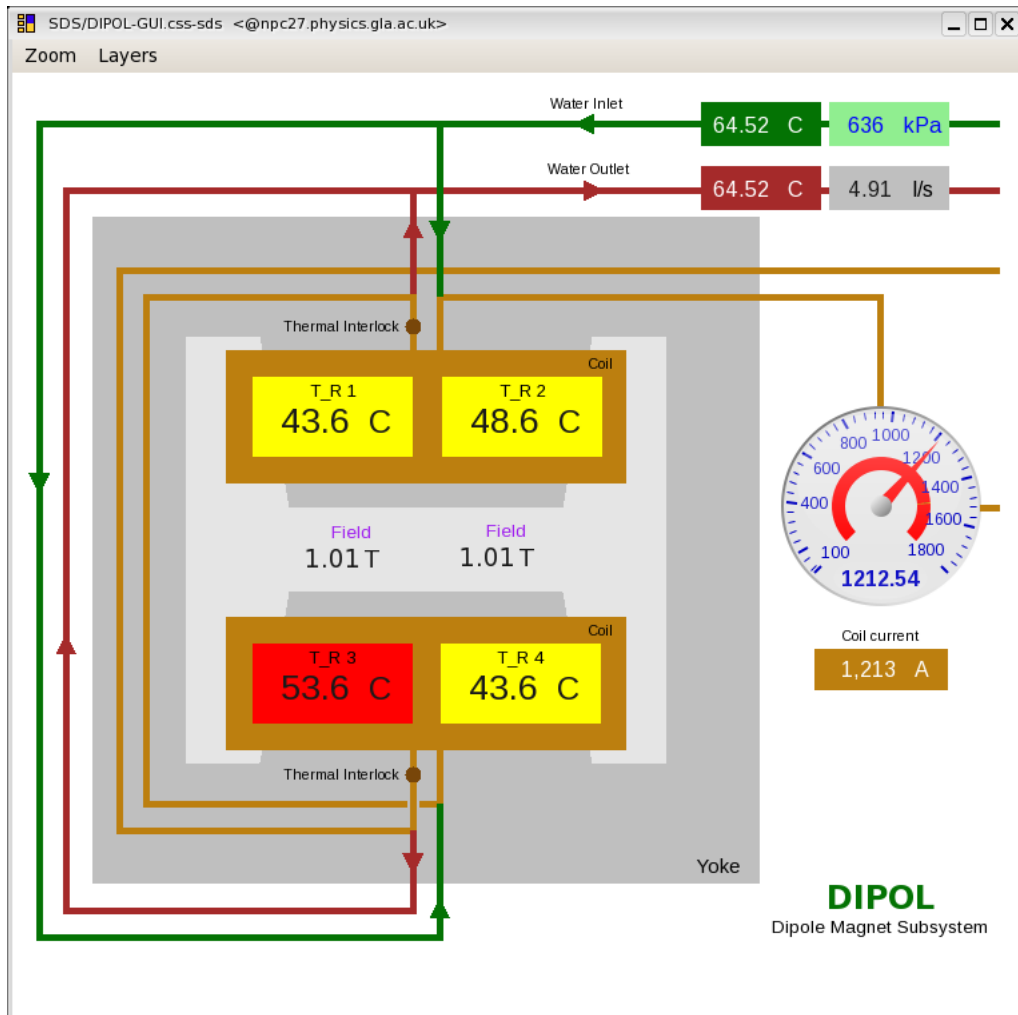 SDS/DIPOL-GUI.css-sds <@npc27.physics.gla.ac.uk>
Zoom Layers
Water Inlet
64.52 C 636 kPa
Water Outlet
64.52 C 4.91 l/s
Thermal Interlock
Coil
T_R 1 T_R 2
43.6 C 48.6 C
Field Field
1.01 T 1.01 T
100 400 600 800 1000 1200 1400 1600 1800
1212.54
Coil
T_R 3 T_R 4
53.6 C 43.6 C
Coil current
1,213 A
Thermal Interlock
Yoke
DIPOL
Dipole Magnet Subsystem